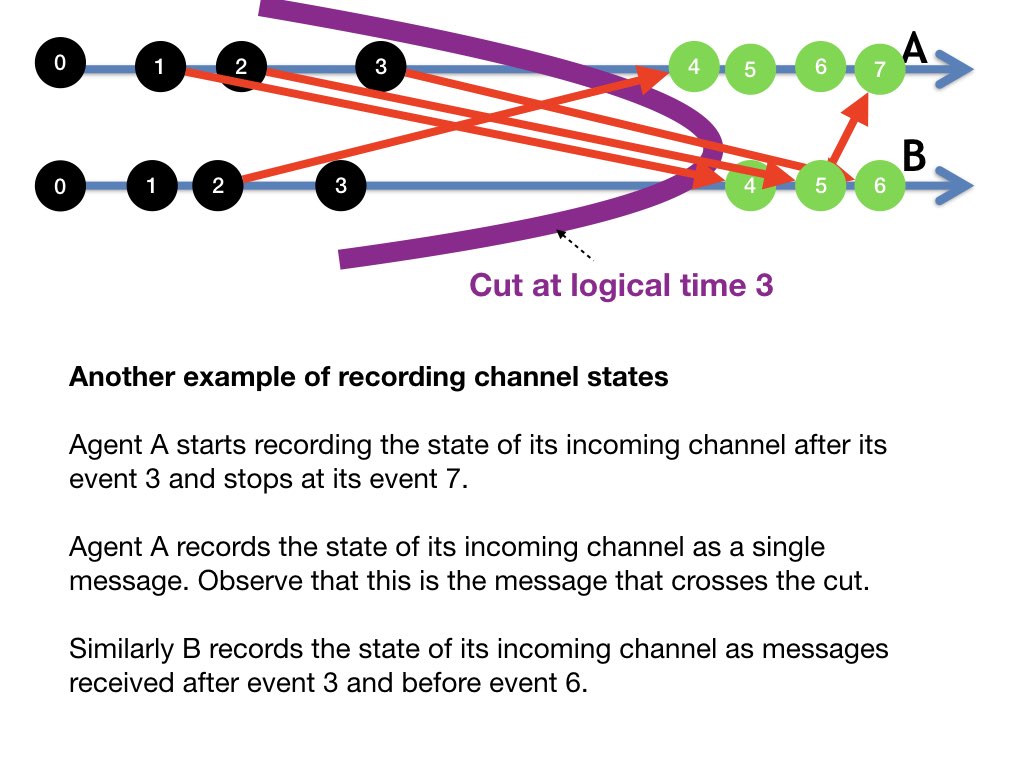 0 1 2 3 4 5 6 7 A
0 1 2 3 4 5 6 B
Cut at logical time 3
Another example of recording channel states
Agent A starts recording the state of its incoming channel after its
event 3 and stops at its event 7.
Agent A records the state of its incoming channel as a single
message. Observe that this is the message that crosses the cut.
Similarly B records the state of its incoming channel as messages
received after event 3 and before event 6.